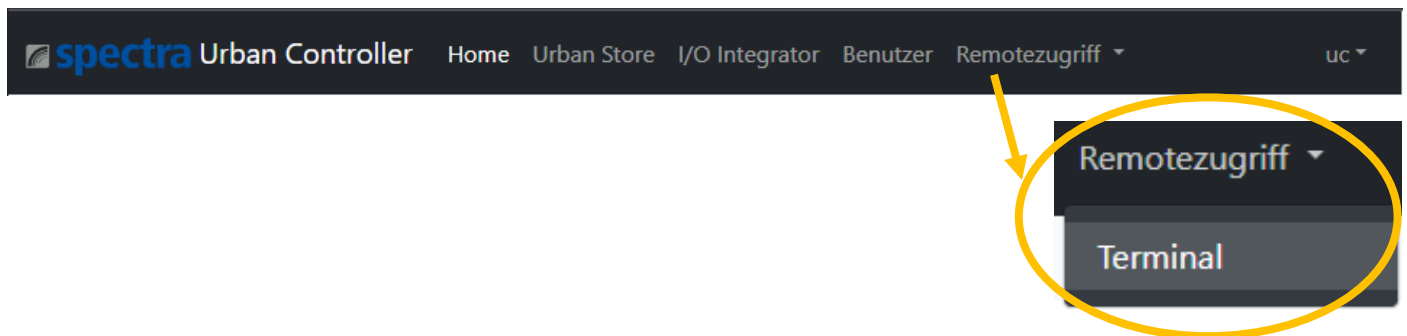 spectra Urban Controller Home Urban Store I/O Integrator Benutzer Remotezugriff uc
Remotezugriff
Terminal